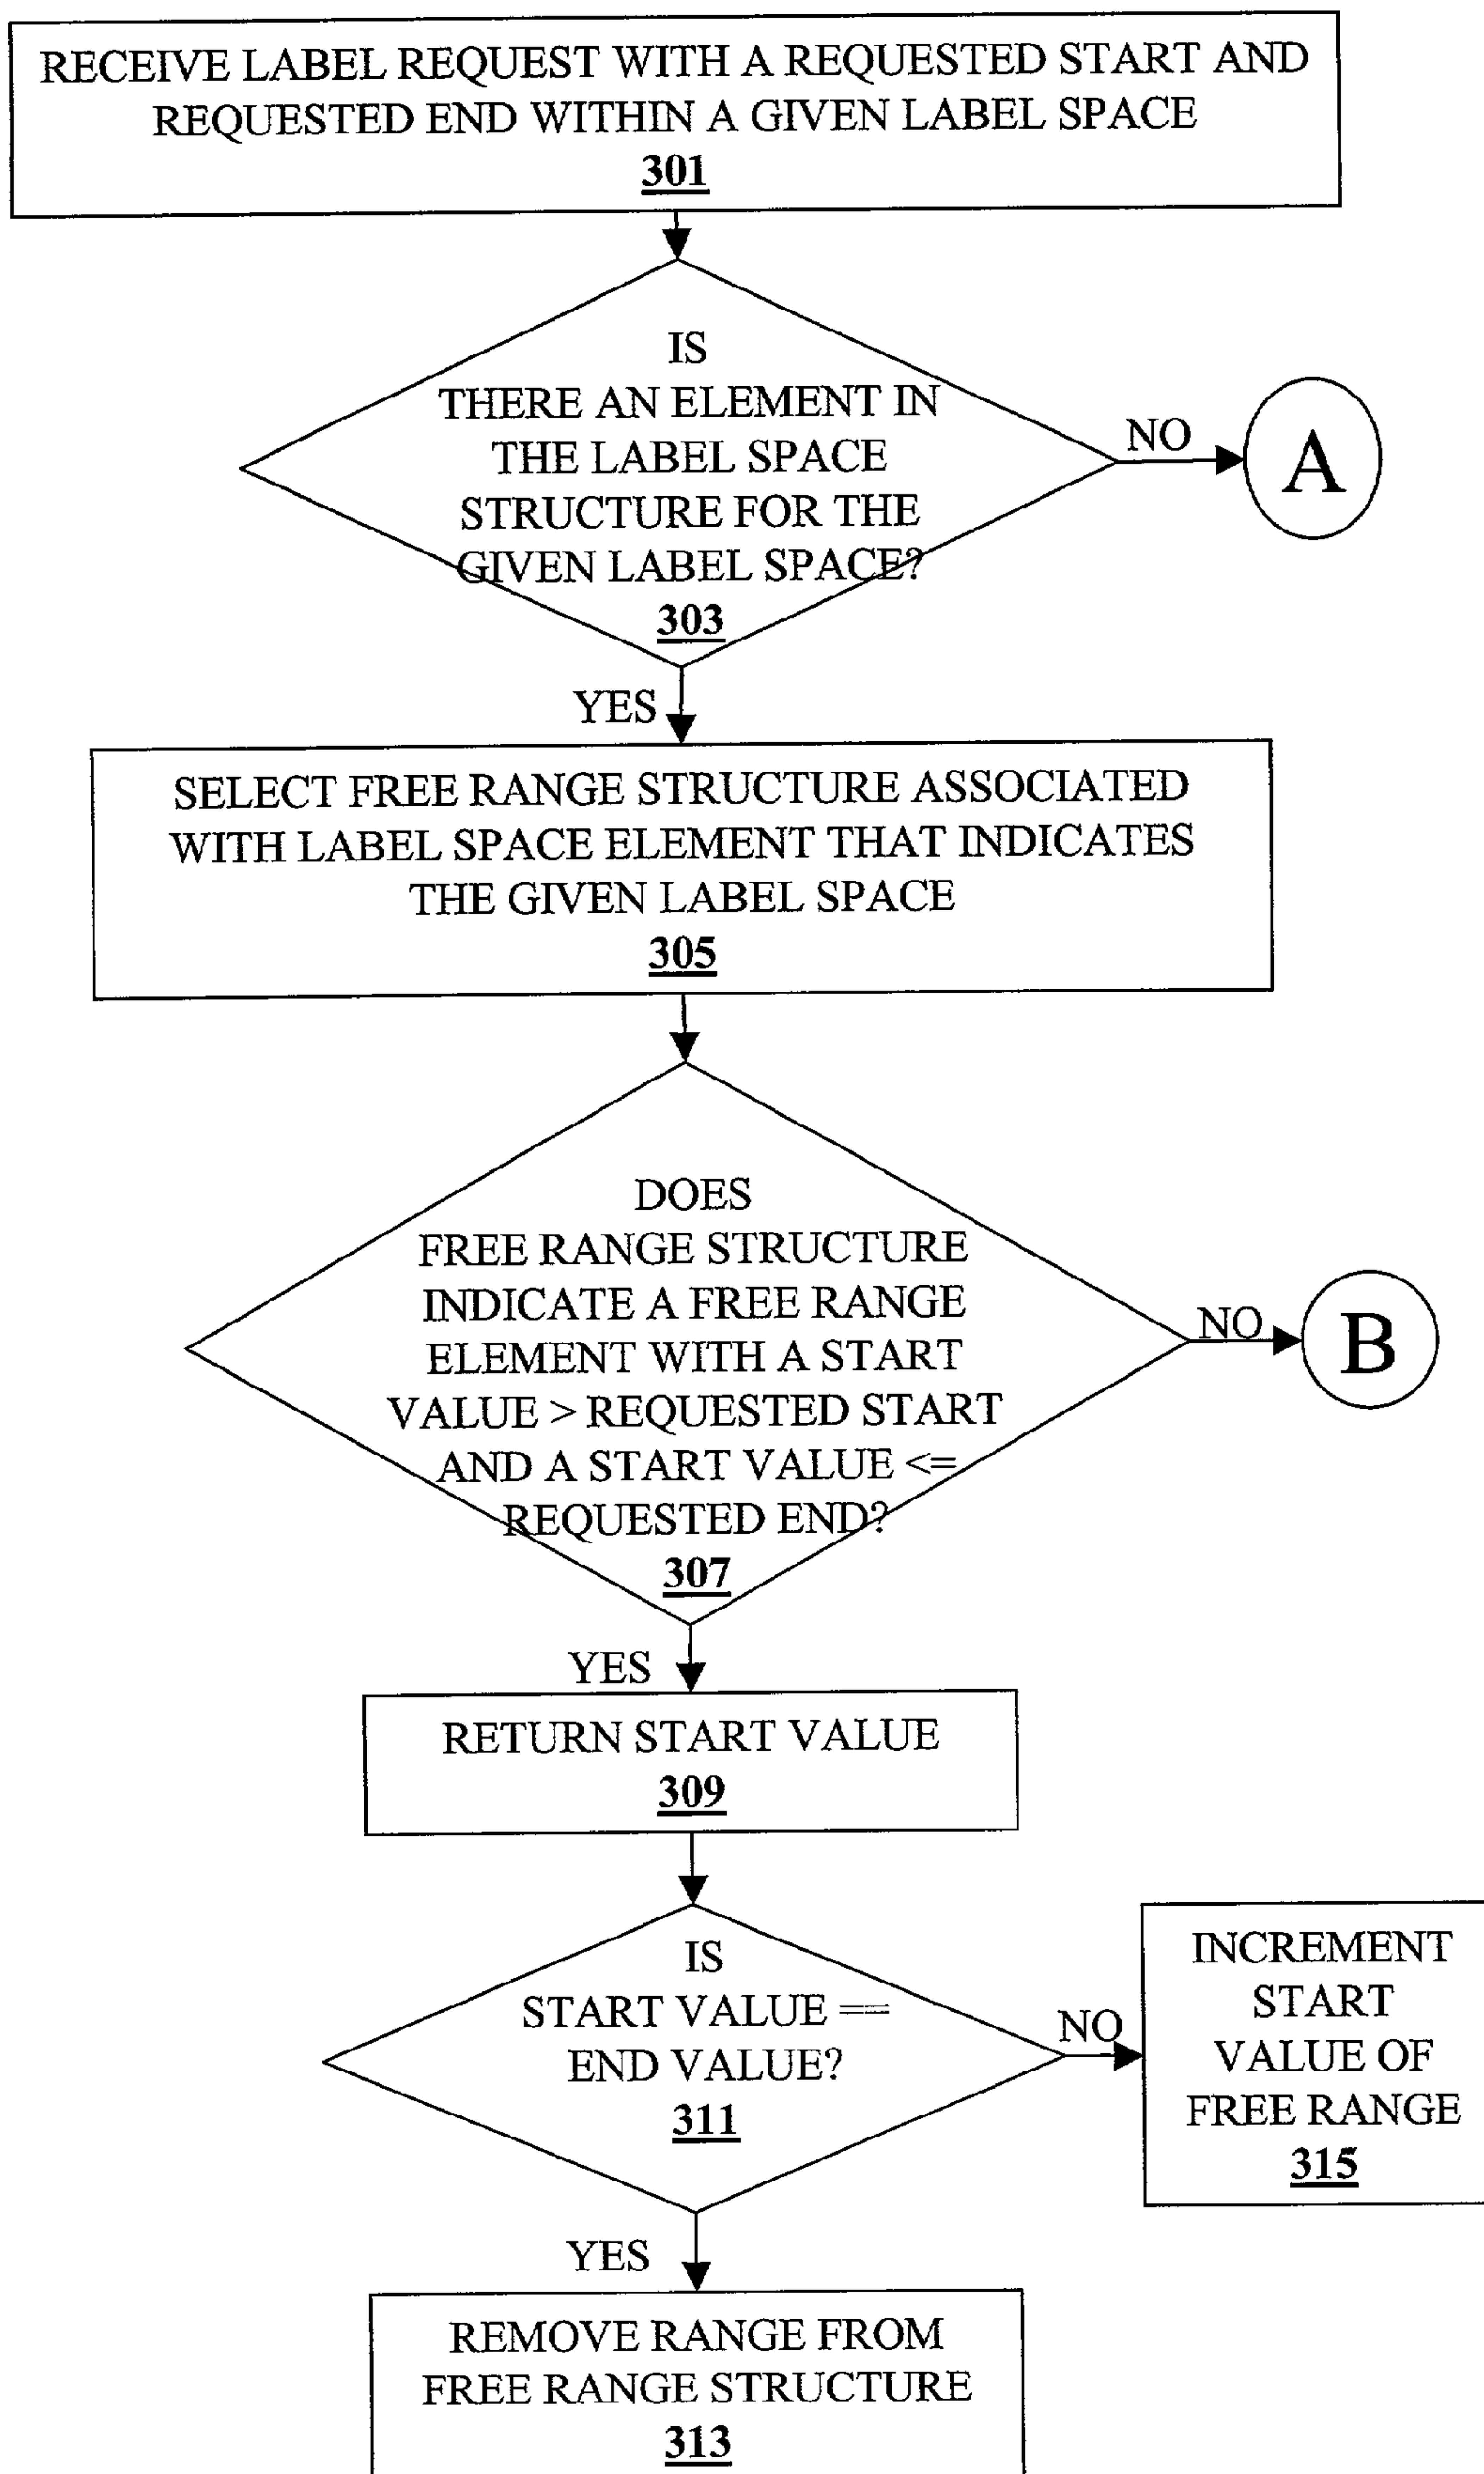 RECEIVE LABEL REQUEST WITH A REQUESTED START AND
REQUESTED END WITHIN A GIVEN LABEL SPACE
301
IS
THERE AN ELEMENT IN
THE LABEL SPACE
STRUCTURE FOR THE
GIVEN LABEL SPACE?
303
NO
A
YES
SELECT FREE RANGE STRUCTURE ASSOCIATED
WITH LABEL SPACE ELEMENT THAT INDICATES
THE GIVEN LABEL SPACE
305
DOES
FREE RANGE STRUCTURE
INDICATE A FREE RANGE
ELEMENT WITH A START
VALUE > REQUESTED START
AND A START VALUE <=
REQUESTED END?
307
NO
B
YES
RETURN START VALUE
309
IS
START VALUE ==
END VALUE?
311
NO
INCREMENT
START
VALUE OF
FREE RANGE
315
YES
REMOVE RANGE FROM
FREE RANGE STRUCTURE
313